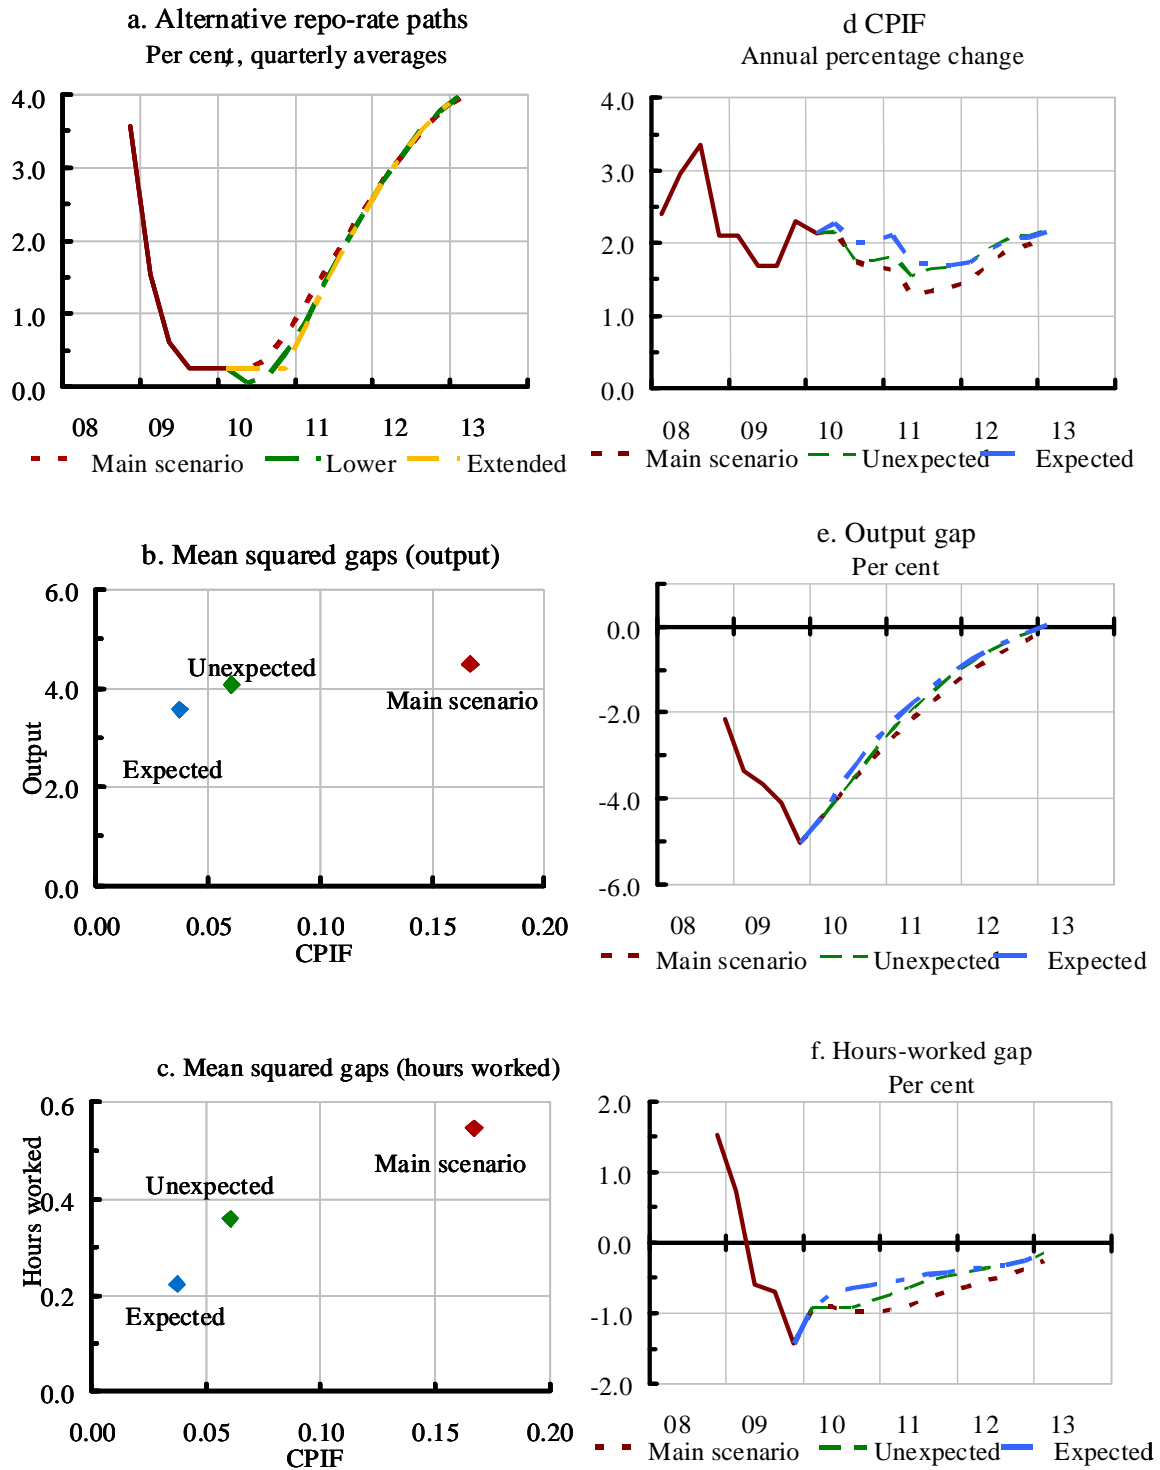 a. Alternative repo-rate paths
Per cent, , quarterly averages
4.0
3.0
2.0
1.0
0.0
08 09 10 11 12 13
Main scenario Lower Extended
d CPIF
Annual percentage change
4.0
3.0
2.0
1.0
0.0
08 09 10 11 12 13
Main scenario Unexpected Expected
b. Mean squared gaps (output)
6.0
4.0
2.0
0.0
Output
Unexpected
Main scenario
Expected
0.00 0.05 0.10 0.15 0.20
CPIF
e. Output gap
Per cent
0.0
-2.0
-4.0
-6.0
08 09 10 11 12 13
Main scenario Unexpected Expected
c. Mean squared gaps (hours worked)
0.6
0.4
0.2
0.0
Hours worked
Main scenario
Unexpected
Expected
0.00 0.05 0.10 0.15 0.20
CPIF
f. Hours-worked gap
Per cent
2.0
1.0
0.0
-1.0
-2.0
08 09 10 11 12 13
Main scenario Unexpected Expected